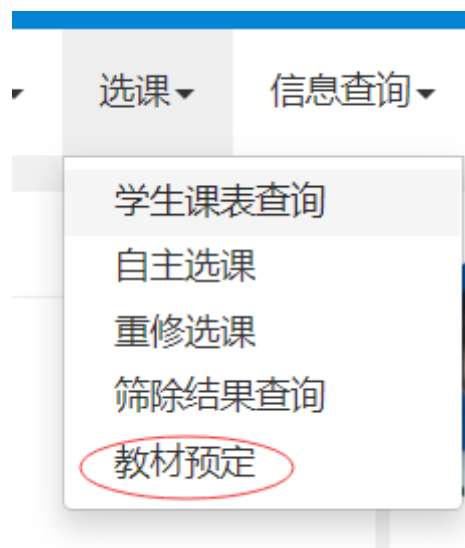 选课 信息查询
学生课表查询
自主选课
重修选课
筛除结果查询
教材预定